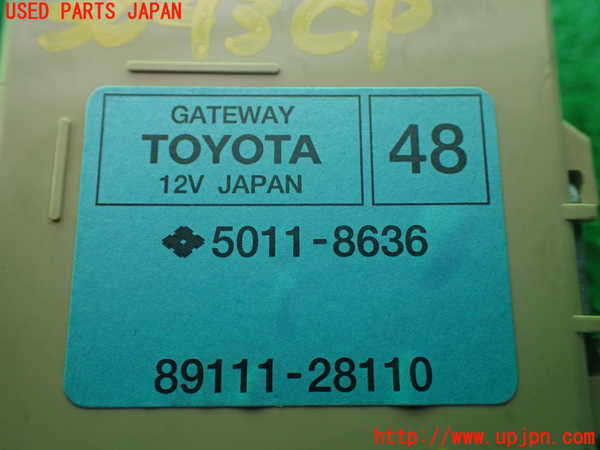 USED PARTS JAPAN
GATEWAY
TOYOTA
12V JAPAN
48
5011-8636
89111-28110
http://www.upjpn.com/